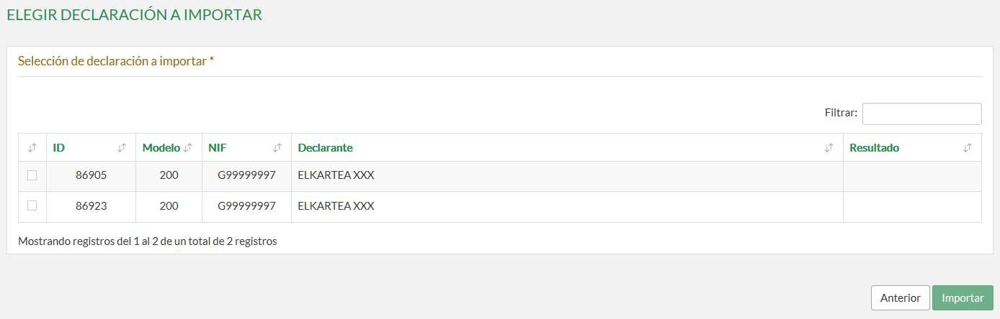 ELEGIR DECLARACIÓN A IMPORTAR
Selección de declaración a importar *
Filtrar:
ID Modelo NIF Declarante Resultado
86905 200 G99999997 ELKARTEA XXX
86923 200 G99999997 ELKARTEA XXX
Mostrando registros del 1 al 2 de un total de 2 registros
Anterior Importar